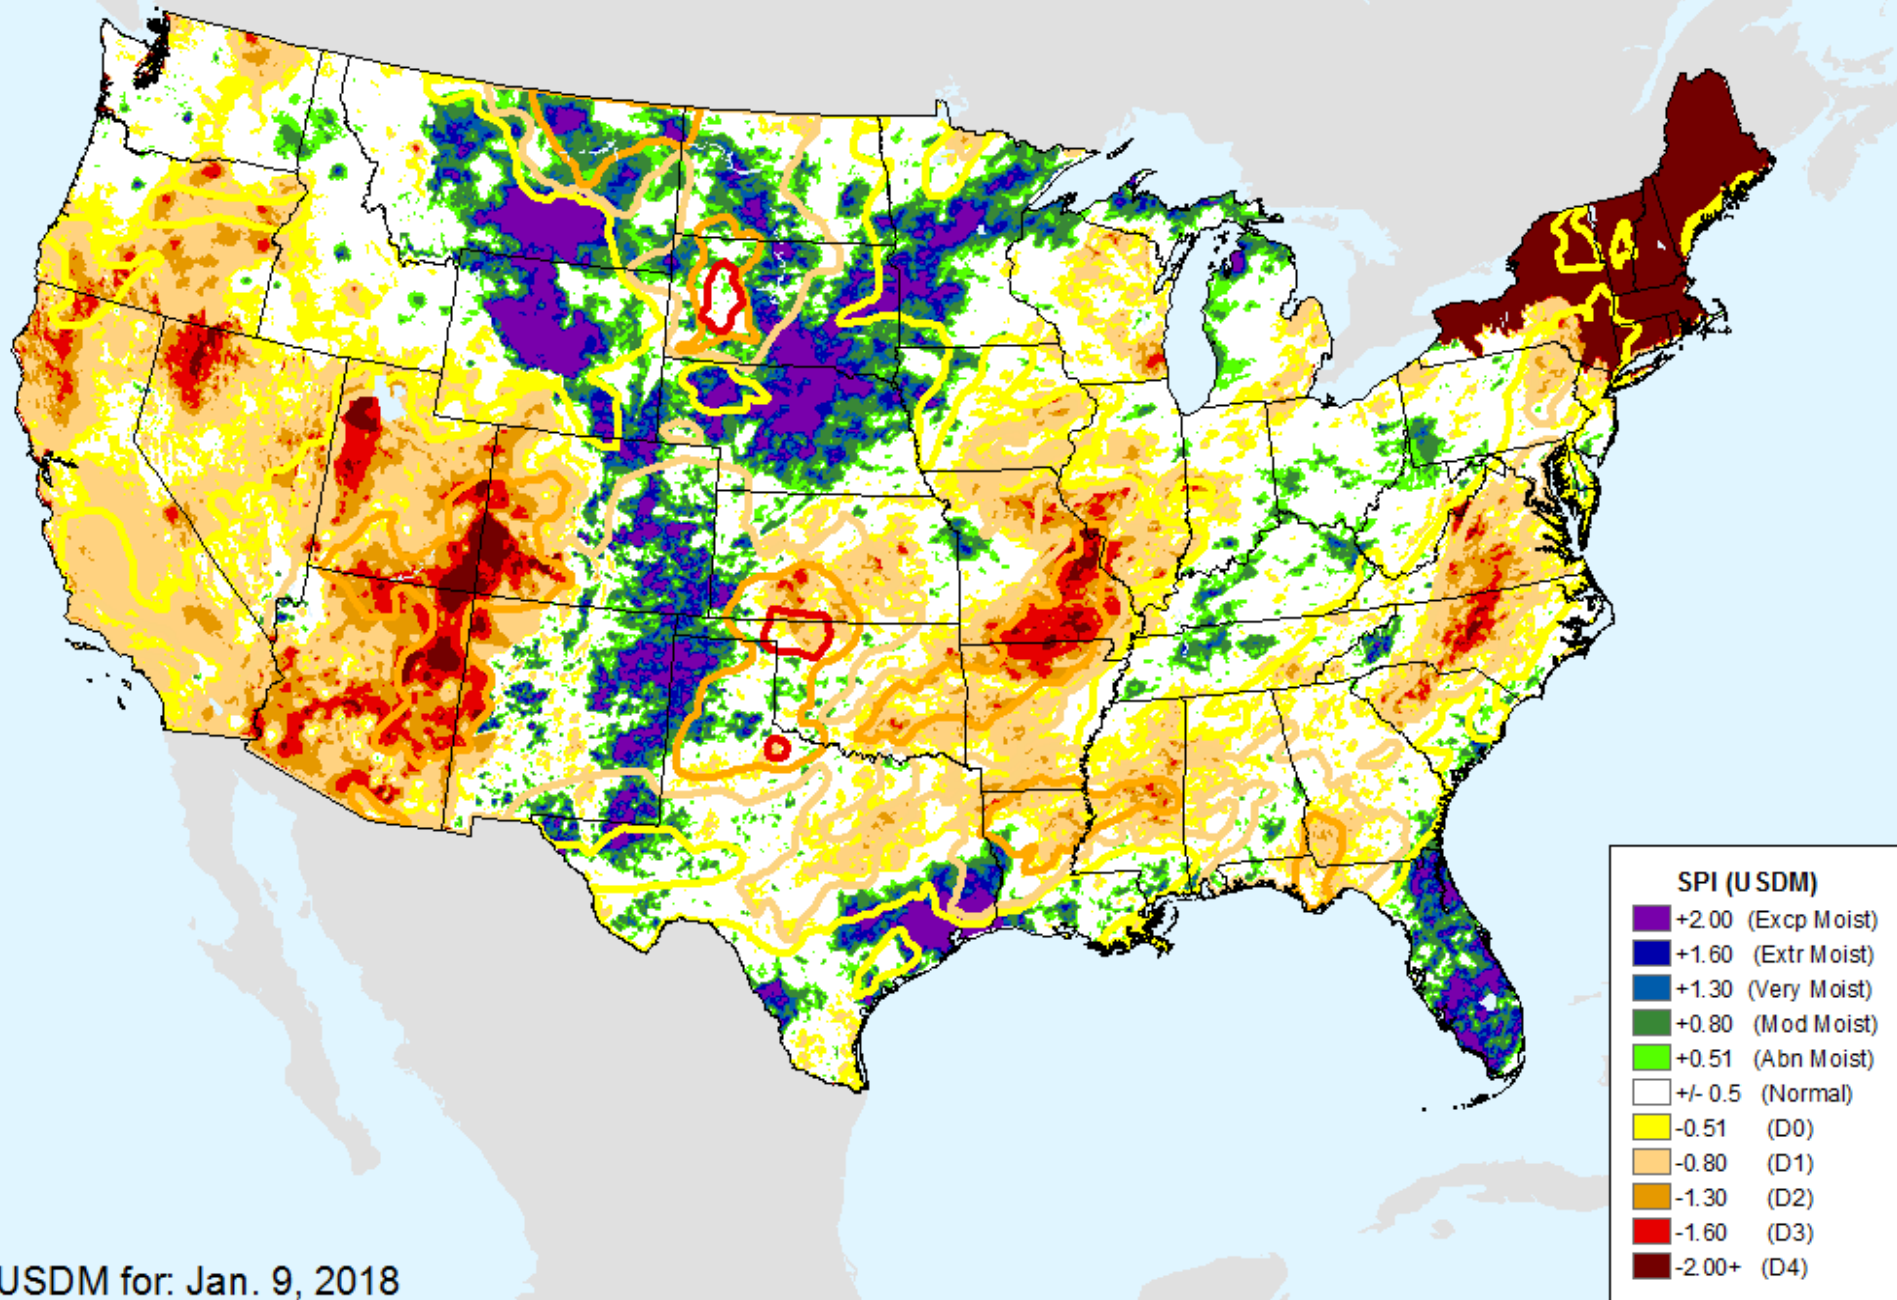 SPI (USDM)
+2.00 (Excp Moist)
+1.60 (Extr Moist)
+1.30 (Very Moist)
+0.80 (Mod Moist)
+0.51 (Abn Moist)
+/- 0.5 (Normal)
-0.51 (D0)
-0.80 (D1)
-1.30 (D2)
-1.60 (D3)
-2.00+ (D4)
USDM for: Jan. 9, 2018